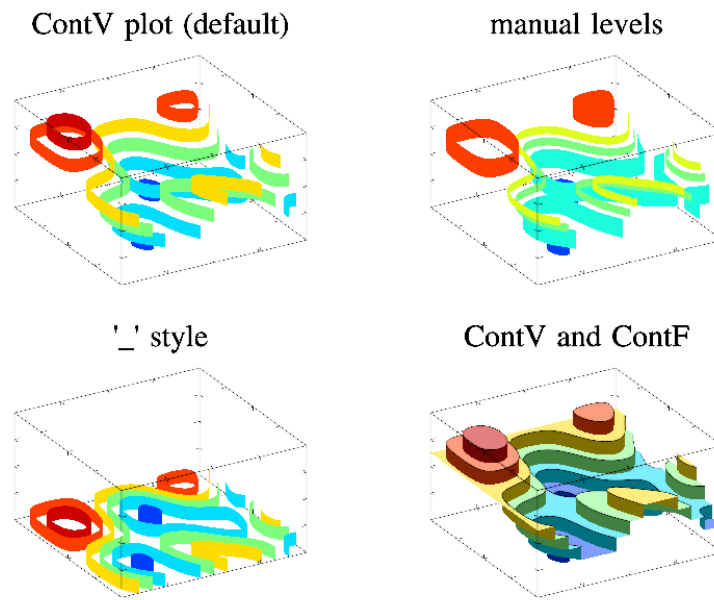 ContV plot (default)
manual levels
'_' style
ContV and ContF